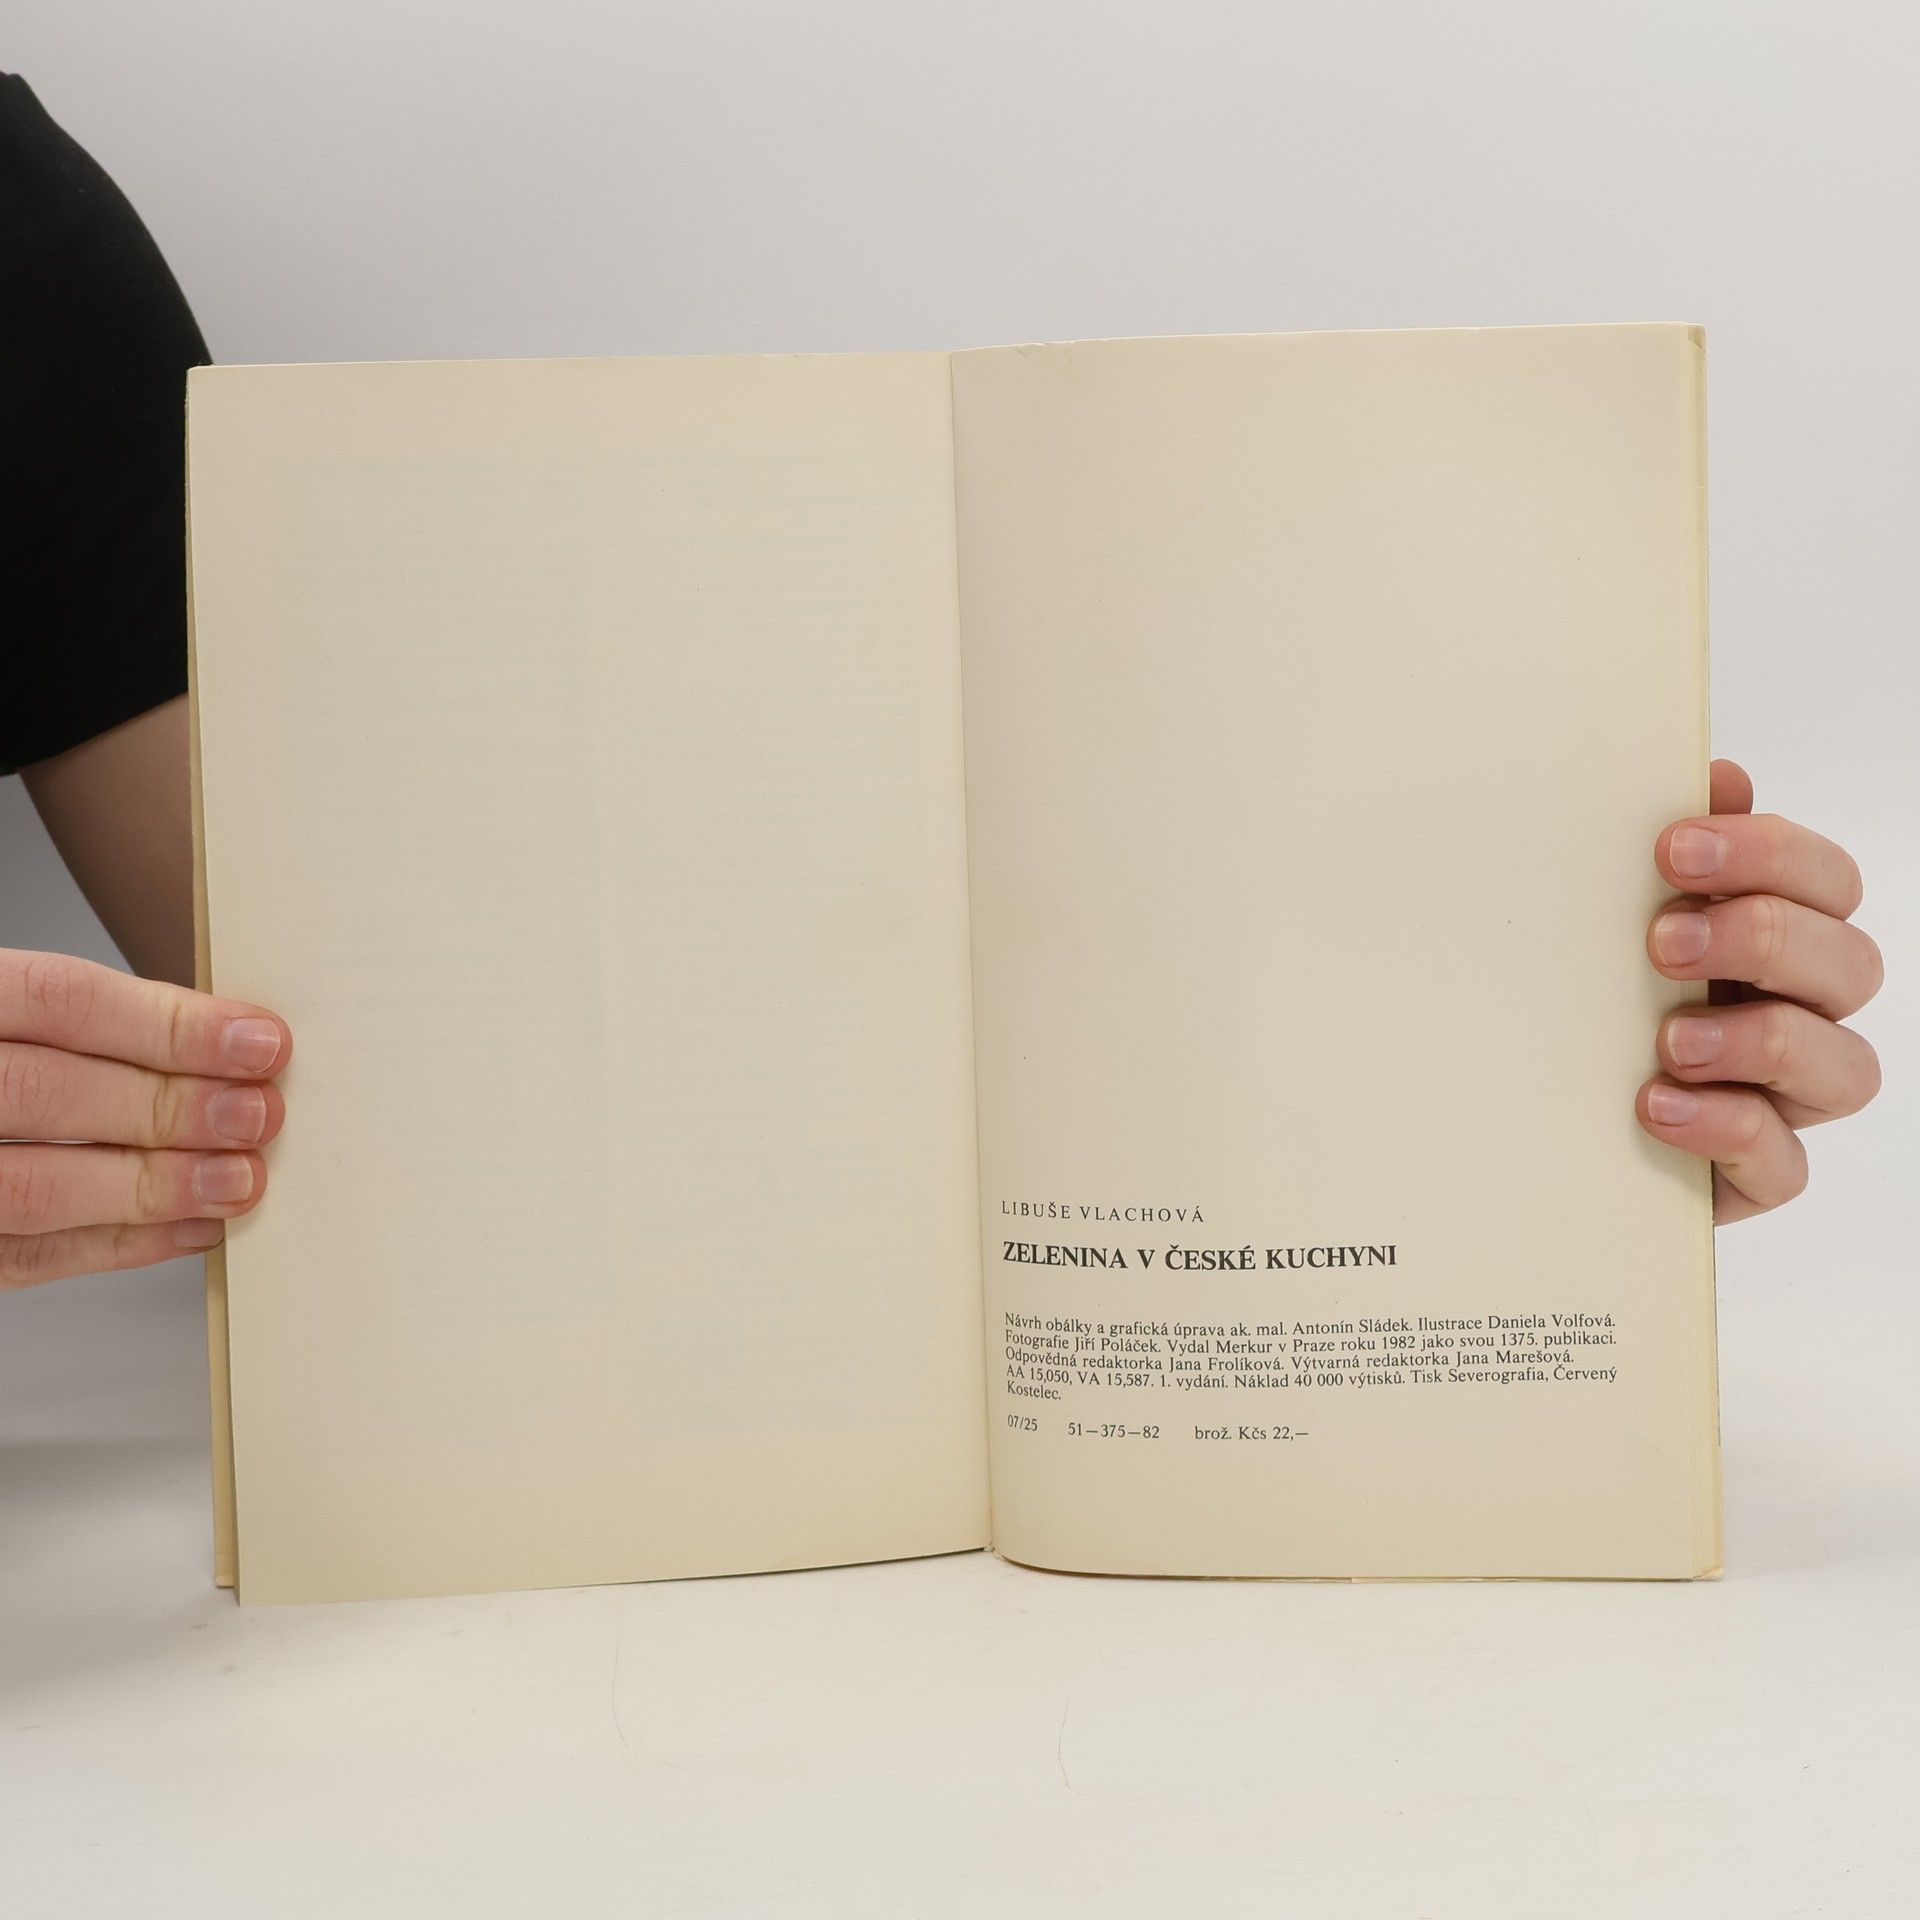 LIBUŠE VLACHOVÁ
ZELENINA V ČESKÉ KUCHYNI
Návrh obálky a grafická úprava ak. mal. Antonín Sládek. Ilustrace Daniela Volfová.
Fotografie Jiří Poláček. Vydal Merkur v Praze roku 1982 jako svou 1375. publikaci.
Odpovědná redaktorka Jana Frolíková. Výtvarná redaktorka Jana Marešová.
AA 15,050, VA 15,587. 1. vydání. Náklad 40 000 výtisků. Tisk Severografia, Červený
Kostelec.
07/25 51—375—82 brož. Kčs 22,—